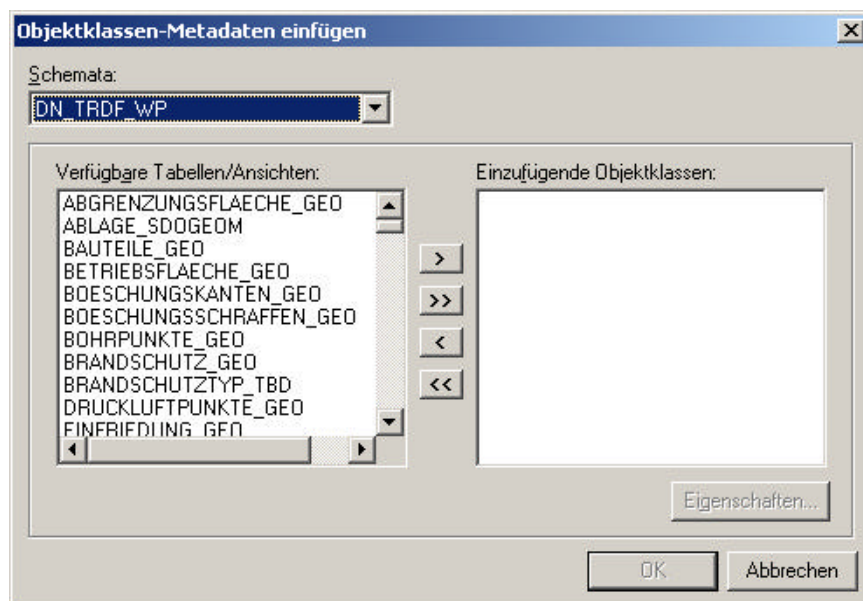 Objektklassen-Metadaten einfügen
Schemata:
DN_TRDF_WP
Verfügbare Tabellen/Ansichten:
ABGRENZUNGSFLAECHE_GEO
ABLAGE_SDOGEOM
BAUTEILE_GEO
BETRIEBSFLAECHE_GEO
BOESCHUNGSKANTEN_GEO
BOESCHUNGSSCHRAFFEN_GEO
BOHRPUNKTE_GEO
BRANDSCHUTZ_GEO
BRANDSCHUTZTYP_TBD
DRUCKLUFTPUNKTE_GEO
EINFRIEDUNG_GEO
>
>>
<
<<
Einzufügende Objektklassen:
Eigenschaften...
OK
Abbrechen